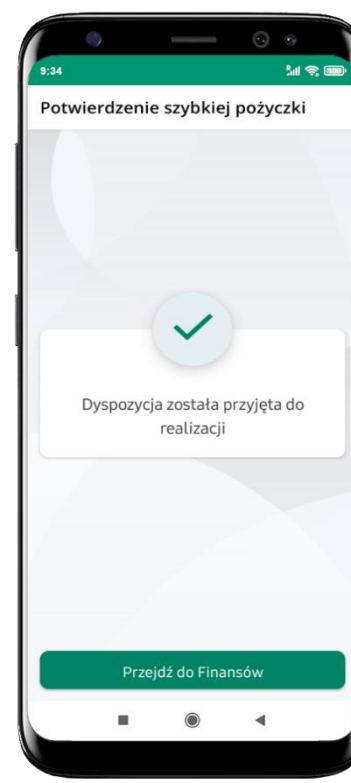 9:34
Potwierdzenie szybkiej pożyczki
Dyspozycja została przyjęta do
realizacji
Przejdź do Finansów